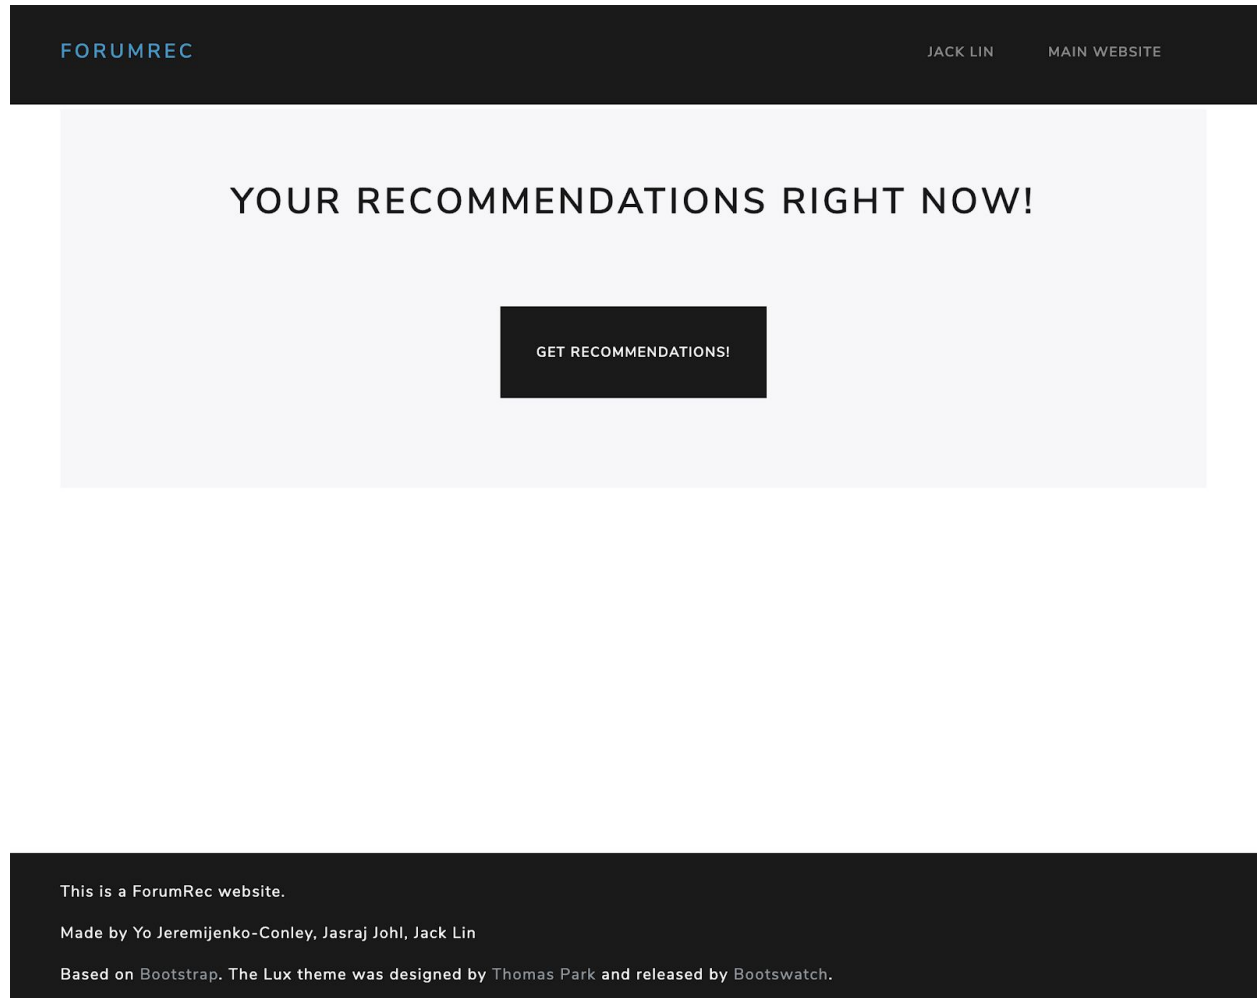 FORUMREC
JACK LIN
MAIN WEBSITE
YOUR RECOMMENDATIONS RIGHT NOW!
GET RECOMMENDATIONS!
This is a ForumRec website.
Made by Yo Jeremijenko-Conley, Jasraj Johl, Jack Lin
Based on Bootstrap. The Lux theme was designed by Thomas Park and released by Bootswatch.